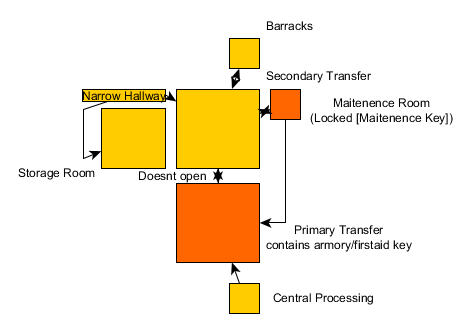 Barracks
Secondary Transfer
Narrow Hallway
Maitenence Room
(Locked [Maitenence Key])
Storage Room
Doesnt open
Primary Transfer
contains armory/firstaid key
Central Processing